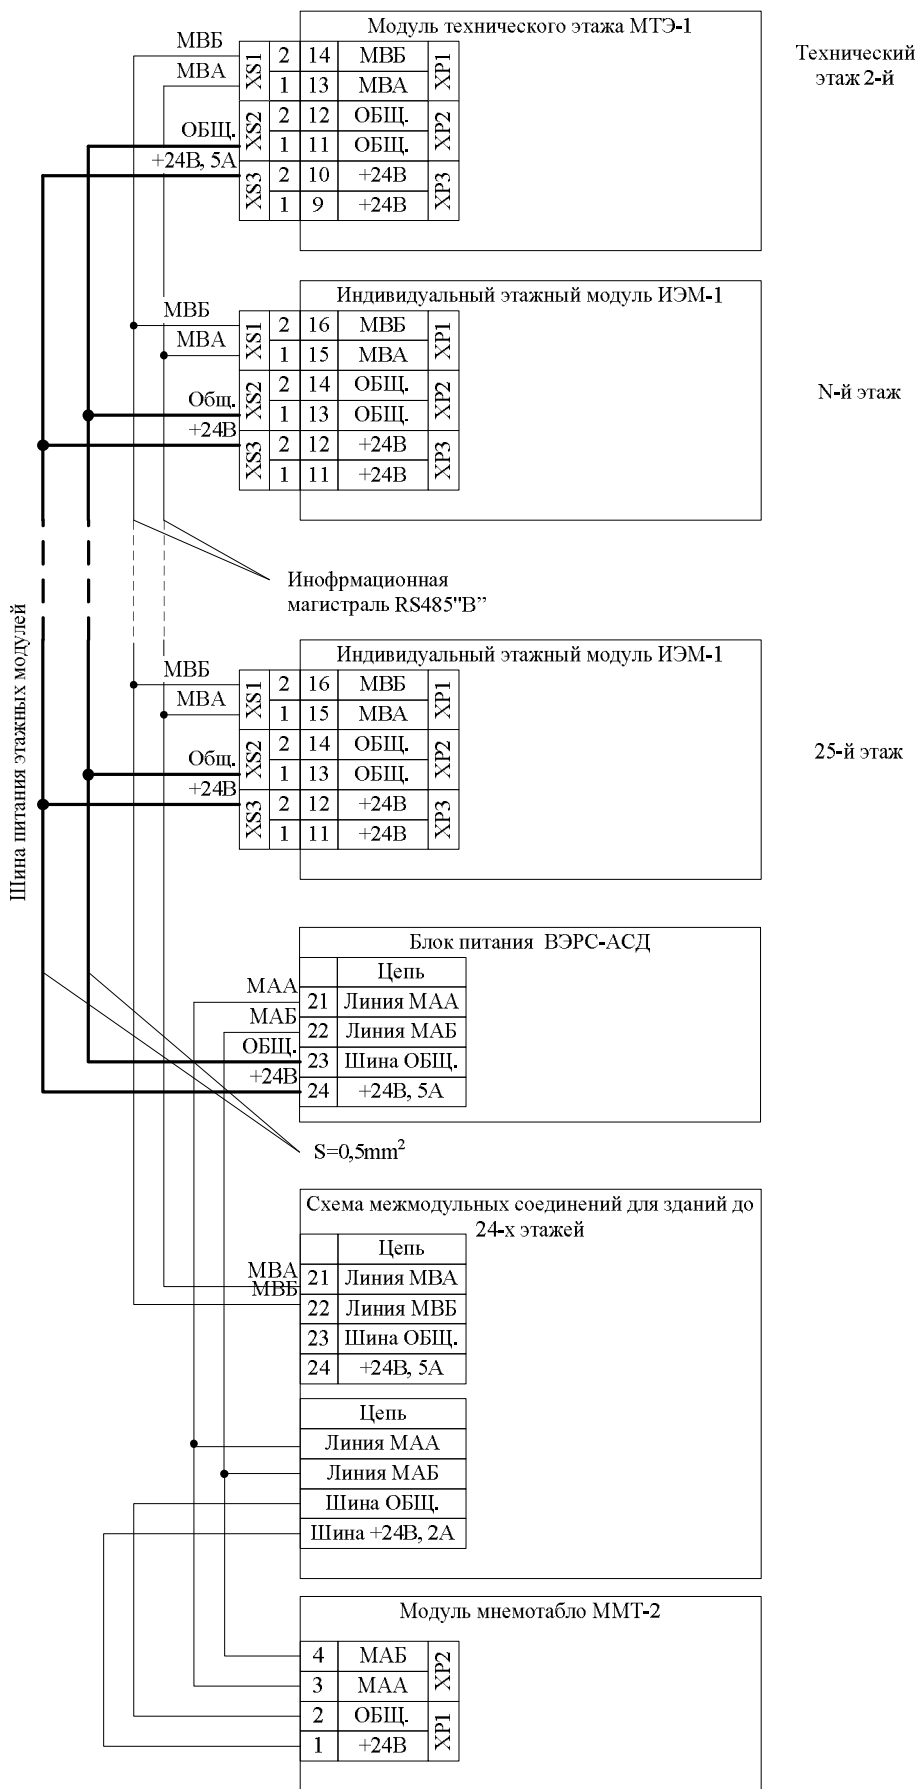 Модуль технического этажа МТЭ-1
МВБ
МВА
ОБЩ.
+24В, 5А
XS1 2 14 МВБ XP1
1 13 МВА
XS2 2 12 ОБЩ. XP2
1 11 ОБЩ.
XS3 2 10 +24В XP3
1 9 +24В
Технический
этаж 2-й
Индивидуальный этажный модуль ИЭМ-1
МВБ
МВА
Общ.
+24В
XS1 2 16 МВБ XP1
1 15 МВА
XS2 2 14 ОБЩ. XP2
1 13 ОБЩ.
XS3 2 12 +24В XP3
1 11 +24В
N-й этаж
Инофрмационная
магистраль RS485"В”
Шина питания этажных модулей
Индивидуальный этажный модуль ИЭМ-1
МВБ
МВА
Общ.
+24В
XS1 2 16 МВБ XP1
1 15 МВА
XS2 2 14 ОБЩ. XP2
1 13 ОБЩ.
XS3 2 12 +24В XP3
1 11 +24В
25-й этаж
Блок питания ВЭРС-АСД
МАА
МАБ
ОБЩ.
+24В
Цепь
21 Линия МАА
22 Линия МАБ
23 Шина ОБЩ.
24 +24В, 5А
S=0,5mm²
Схема межмодульных соединений для зданий до
24-х этажей
МВА
МВБ
Цепь
21 Линия МВА
22 Линия МВБ
23 Шина ОБЩ.
24 +24В, 5А
Цепь
Линия МАА
Линия МАБ
Шина ОБЩ.
Шина +24В, 2А
Модуль мнемотабло ММТ-2
4 МАБ XP2
3 МАА
2 ОБЩ. XP1
1 +24В